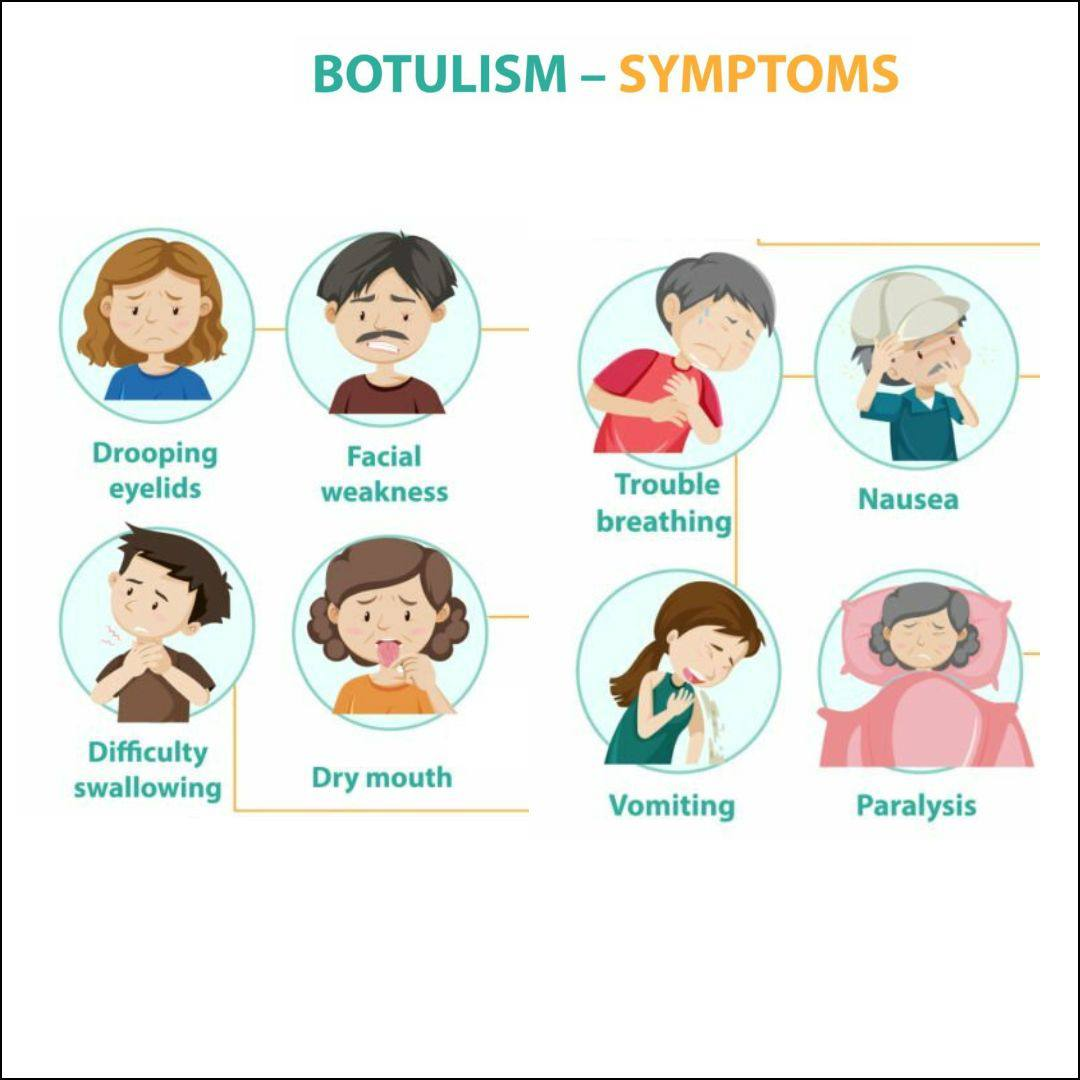 BOTULISM – SYMPTOMS
Drooping
eyelids
Facial
weakness
Trouble
breathing
Nausea
Difficulty
swallowing
Dry mouth
Vomiting
Paralysis